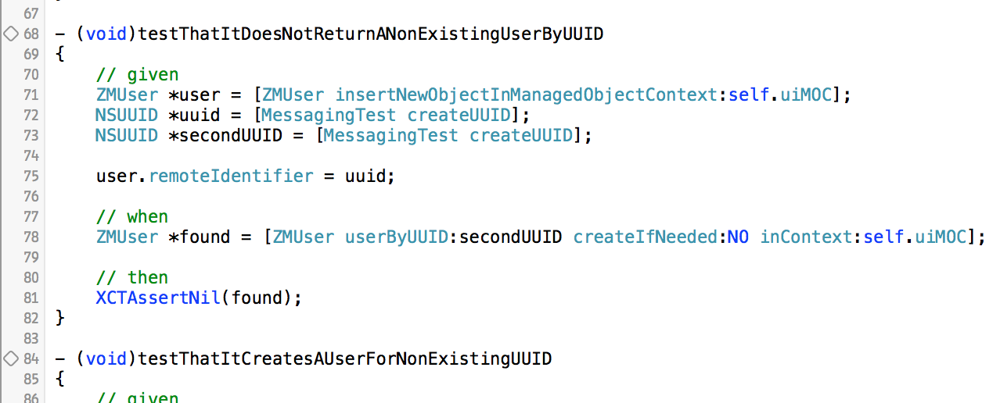 67
68 - (void)testThatItDoesNotReturnANonExistingUserByUUID
69 {
70 // given
71 ZMUser *user = [ZMUser insertNewObjectInManagedObjectContext:self.uiMOC];
72 NSUUID *uuid = [MessagingTest createUUID];
73 NSUUID *secondUUID = [MessagingTest createUUID];
74
75 user.remoteIdentifier = uuid;
76
77 // when
78 ZMUser *found = [ZMUser userByUUID:secondUUID createIfNeeded:NO inContext:self.uiMOC];
79
80 // then
81 XCTAssertNil(found);
82 }
83
84 - (void)testThatItCreatesAUserForNonExistingUUID
85 {
86 // given